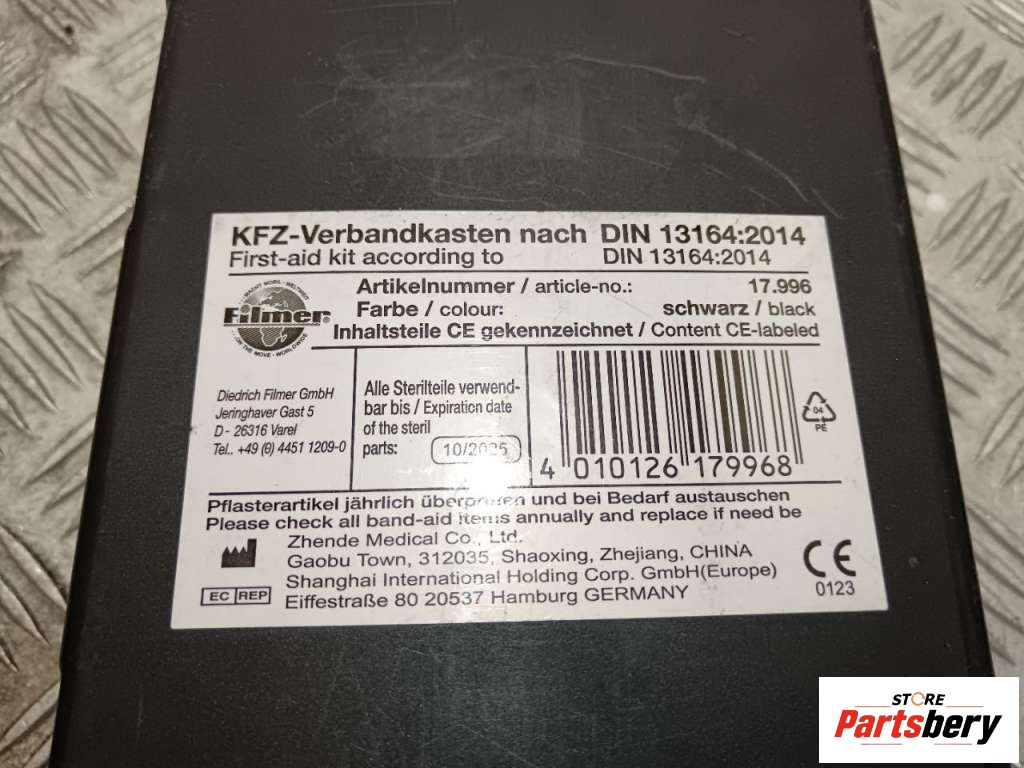 KFZ-Verbandkasten nach DIN 13164:2014
First-aid kit according to DIN 13164:2014
Artikelnummer / article-no.: 17.996
Farbe / colour: schwarz / black
Inhaltsteile CE gekennzeichnet / Content CE-labeled
Filmer
Diedrich Filmer GmbH
Jeringhaver Gast 5
D - 26316 Varel
Tel.. +49 (0) 4451 1209-0
Alle Sterilteile verwend-
bar bis / Expiration date
of the steril
parts: 10/2025
4 010126 179968
04
PE
Pflasterartikel jährlich überprüfen und bei Bedarf austauschen
Please check all band-aid items annually and replace if need be
Zhende Medical Co., Ltd.
Gaobu Town, 312035, Shaoxing, Zhejiang, CHINA
Shanghai International Holding Corp. GmbH(Europe)
Eiffestraße 80 20537 Hamburg GERMANY
EC REP
CE
0123
STORE
Partsbery